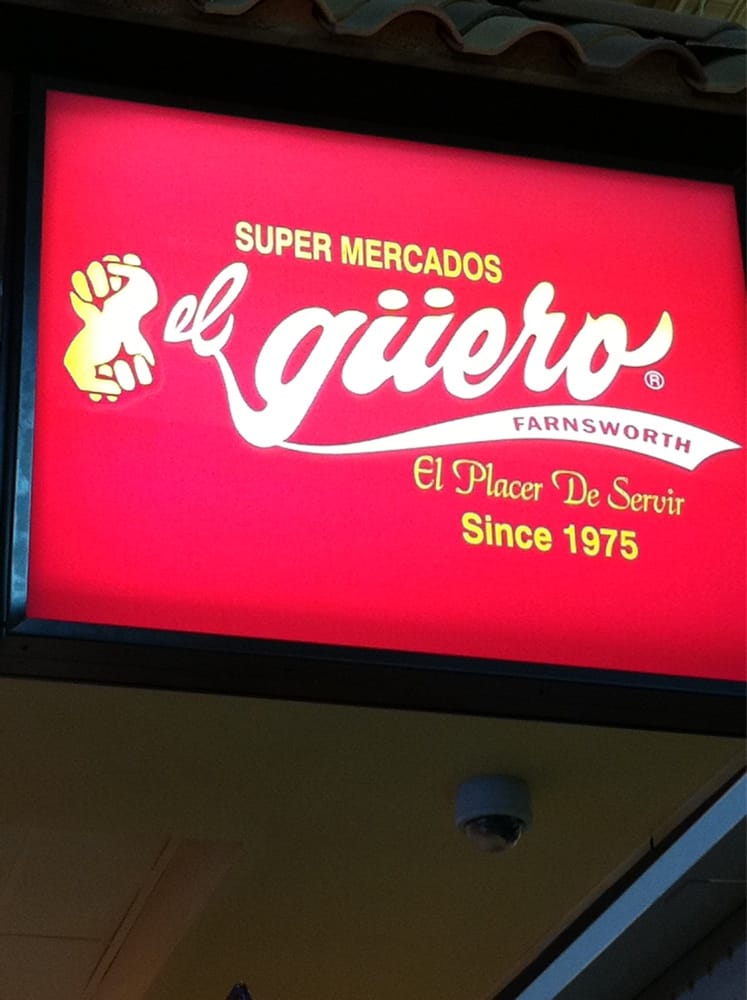 SUPER MERCADOS
el güero ®
FARNSWORTH
El Placer De Servir
Since 1975